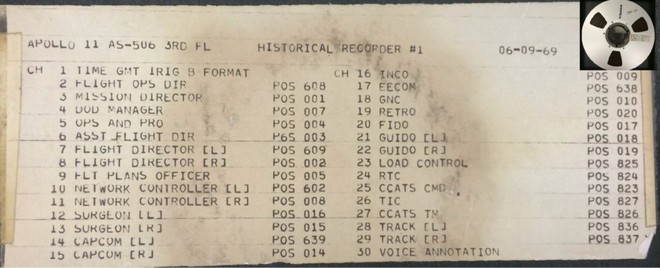 APOLLO 11 AS-506 3RD FL HISTORICAL RECORDER #1 06-09-69
CH 1 TIME GMT IRIG B FORMAT CH 16 INCO POS 009
2 FLIGHT OPS DIR POS 608 17 EECOM POS 638
3 MISSION DIRECTOR POS 001 18 GNC POS 010
4 DOD MANAGER POS 007 19 RETRO POS 020
5 OPS AND PRO POS 004 20 FIDO POS 017
6 ASST FLIGHT DIR POS 003 21 GUIDO [L] POS 018
7 FLIGHT DIRECTOR [L] POS 609 22 GUIDO [R] POS 019
8 FLIGHT DIRECTOR [R] POS 002 23 LOAD CONTROL POS 825
9 FLT PLANS OFFICER POS 005 24 RTC POS 824
10 NETWORK CONTROLLER [L] POS 602 25 CCATS CMD POS 823
11 NETWORK CONTROLLER [R] POS 008 26 TIC POS 827
12 SURGEON [L] POS 016 27 CCATS TM POS 826
13 SURGEON [R] POS 015 28 TRACK [L] POS 836
14 CAPCOM [L] POS 639 29 TRACK [R] POS 837
15 CAPCOM [R] POS 014 30 VOICE ANNOTATION